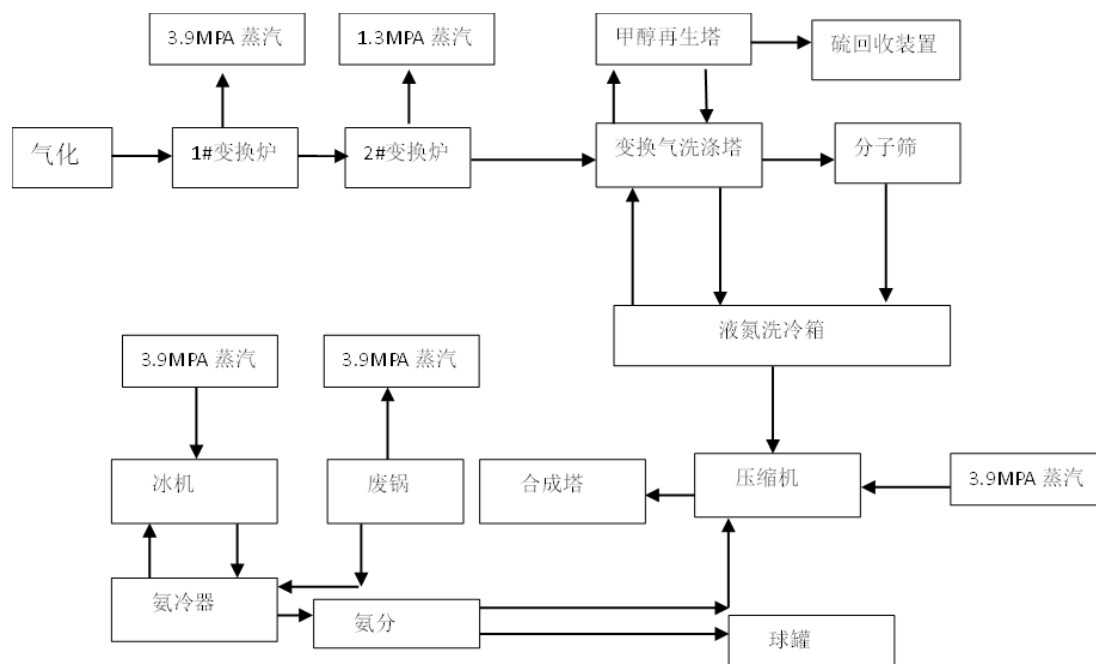 3.9MPA 蒸汽
1.3MPA 蒸汽
甲醇再生塔
硫回收装置
气化
1#变换炉
2#变换炉
变换气洗涤塔
分子筛
液氮洗冷箱
3.9MPA 蒸汽
3.9MPA 蒸汽
冰机
废锅
合成塔
压缩机
3.9MPA 蒸汽
氨冷器
氨分
球罐